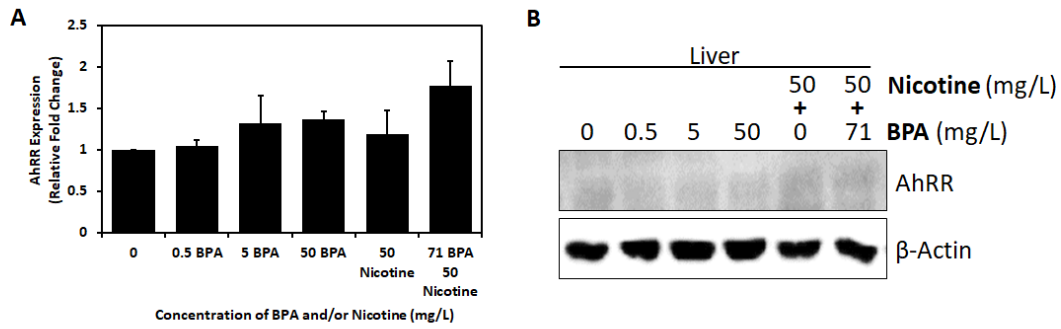 A
AhRR Expression
(Relative Fold Change)
2.5
2
1.5
1
0.5
0
0 0.5 BPA 5 BPA 50 BPA 50 71 BPA
Nicotine 50
Nicotine
Concentration of BPA and/or Nicotine (mg/L)
B
Liver
50 50 Nicotine (mg/L)
+ +
0 0.5 5 50 0 71 BPA (mg/L)
AhRR
β-Actin